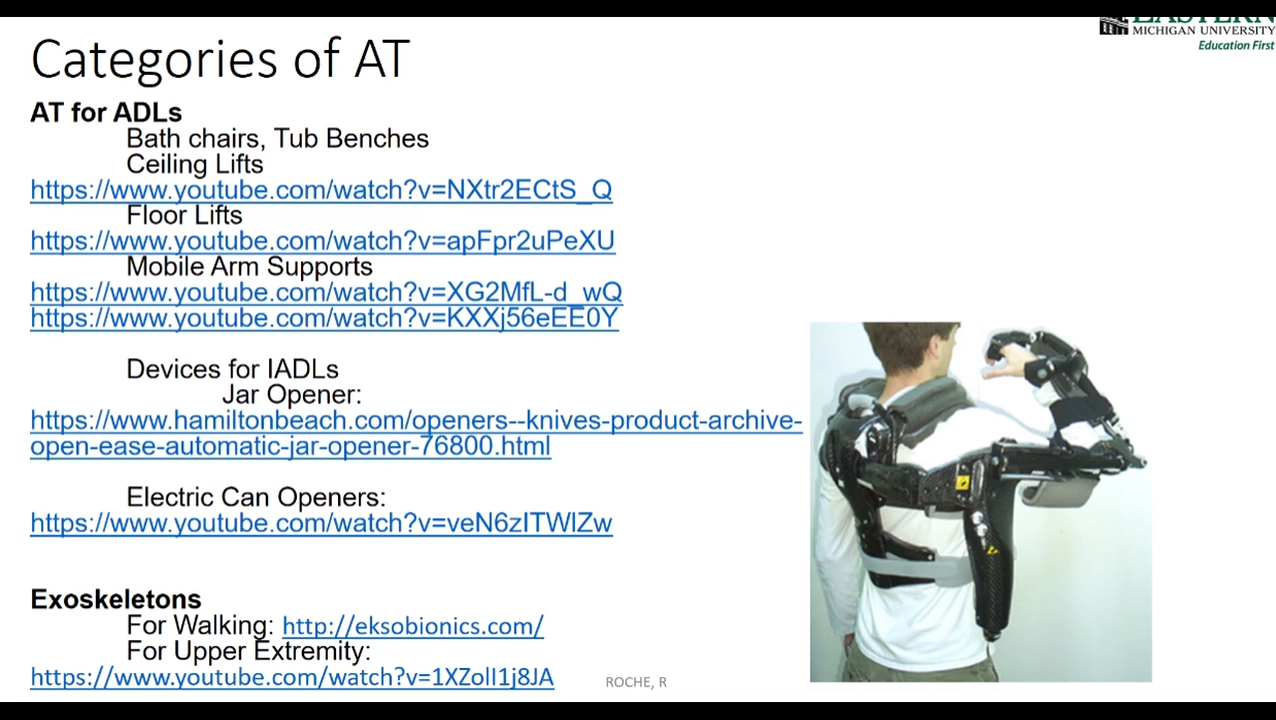 EASTERN
MICHIGAN UNIVERSITY
Education First
Categories of AT
AT for ADLs
Bath chairs, Tub Benches
Ceiling Lifts
https://www.youtube.com/watch?v=NXtr2ECtS_Q
Floor Lifts
https://www.youtube.com/watch?v=apFpr2uPeXU
Mobile Arm Supports
https://www.youtube.com/watch?v=XG2MfL-d_wQ
https://www.youtube.com/watch?v=KXXj56eEE0Y
Devices for IADLs
Jar Opener:
https://www.hamiltonbeach.com/openers--knives-product-archive-
open-ease-automatic-jar-opener-76800.html
Electric Can Openers:
https://www.youtube.com/watch?v=veN6zITWlZw
Exoskeletons
For Walking: http://eksobionics.com/
For Upper Extremity:
https://www.youtube.com/watch?v=1XZolI1j8JA
ROCHE, R